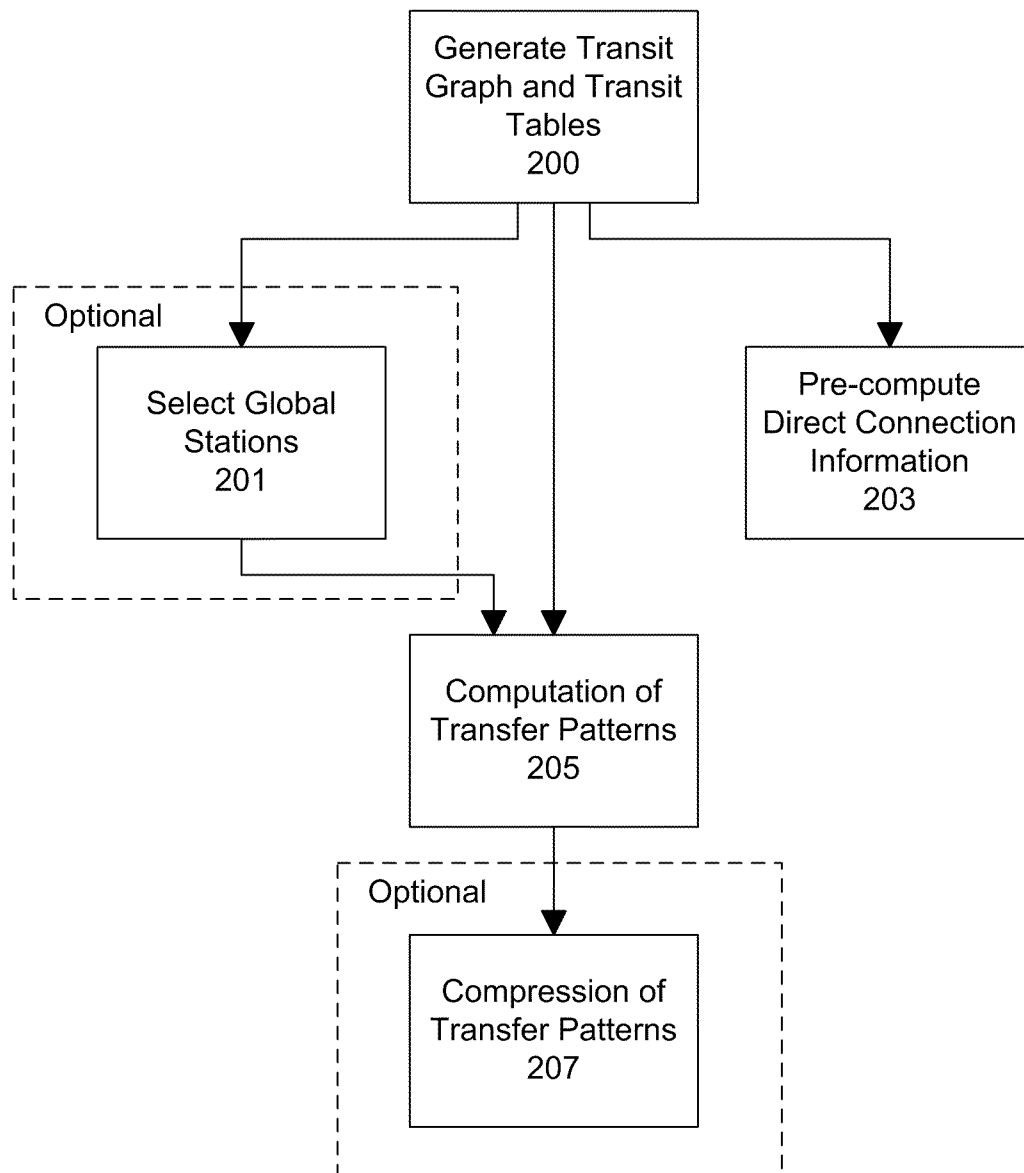 Generate Transit
Graph and Transit
Tables
200
Optional
Select Global
Stations
201
Pre-compute
Direct Connection
Information
203
Computation of
Transfer Patterns
205
Optional
Compression of
Transfer Patterns
207